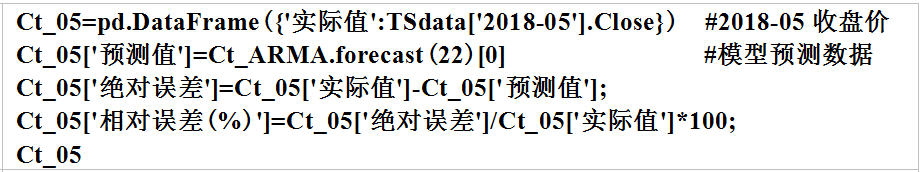 Ct_05=pd.DataFrame({'实际值':TSdata['2018-05'].Close}) #2018-05 收盘价
Ct_05['预测值']=Ct_ARMA.forecast(22)[0] #模型预测数据
Ct_05['绝对误差']=Ct_05['实际值']-Ct_05['预测值'];
Ct_05['相对误差(%)']=Ct_05['绝对误差']/Ct_05['实际值']*100;
Ct_05